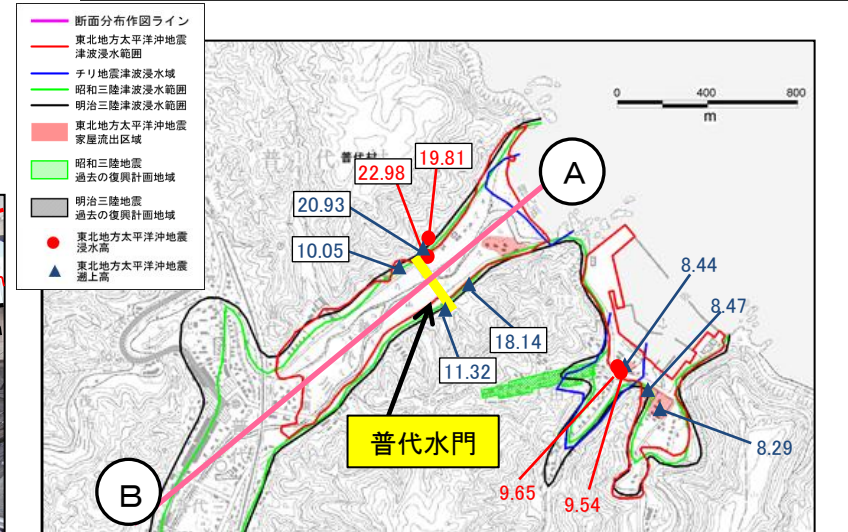 断面分布作図ライン
東北地方太平洋沖地震
津波浸水範囲
チリ地震津波浸水域
昭和三陸津波浸水範囲
明治三陸津波浸水範囲
東北地方太平洋沖地震
家屋流出区域
昭和三陸地震
過去の復興計画地域
明治三陸地震
過去の復興計画地域
東北地方太平洋沖地震
浸水高
東北地方太平洋沖地震
遡上高
0 400 800
m
普代村
19.81
22.98
A
20.93
10.05
8.44
8.47
18.14
11.32
普代水門
8.29
B
9.65
9.54